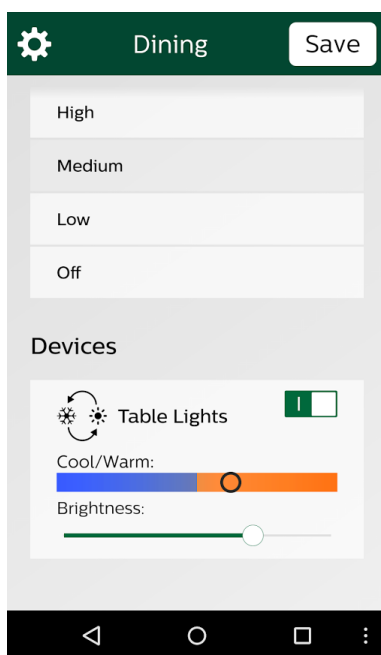 Dining
Save
High
Medium
Low
Off
Devices
Table Lights
Cool/Warm:
Brightness: